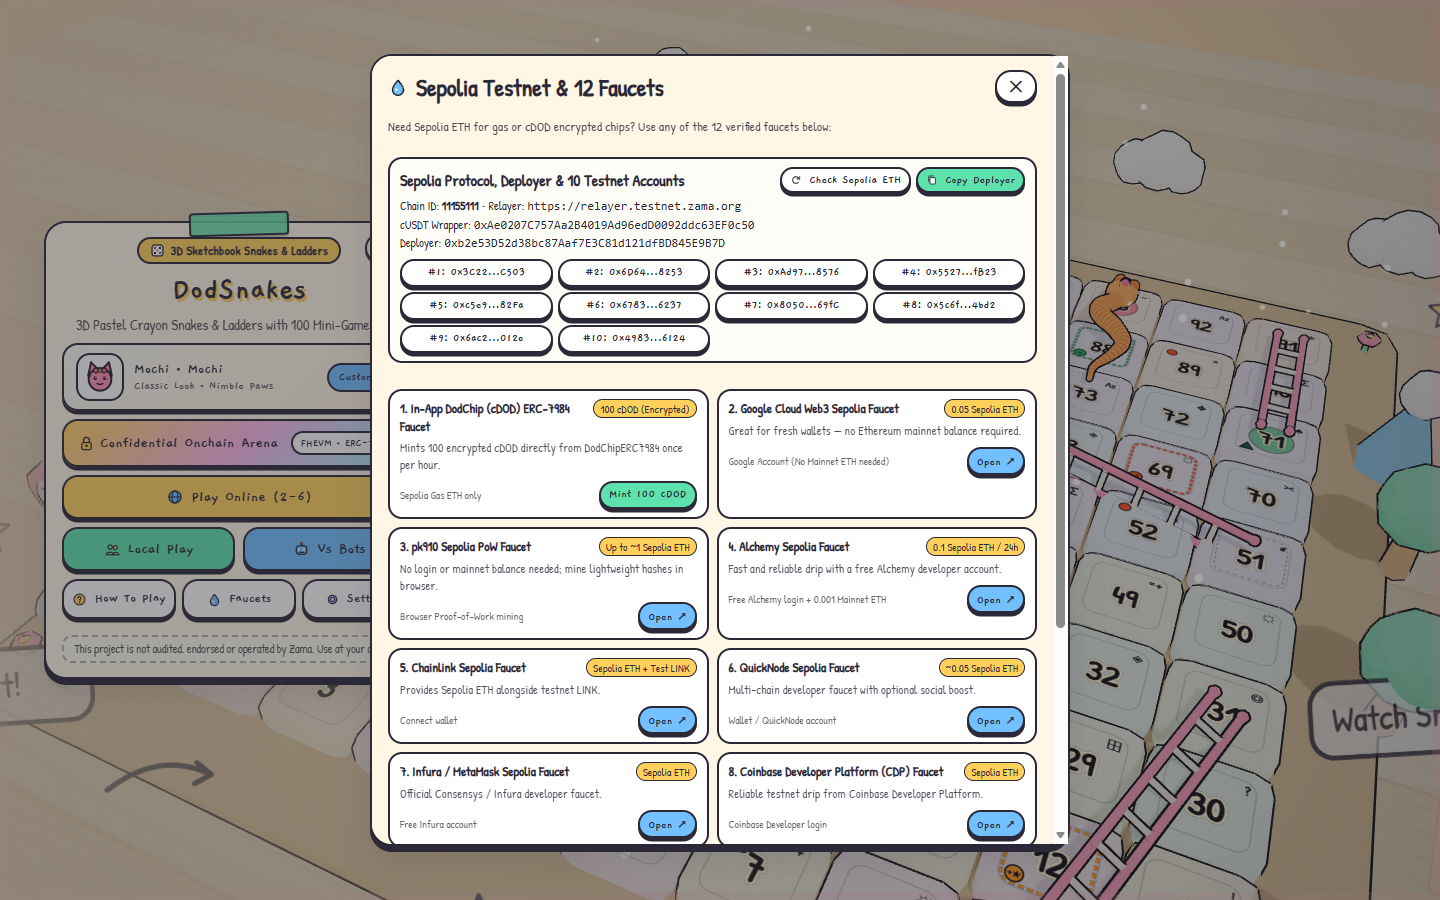 Sepolia Testnet & 12 Faucets
Need Sepolia ETH for gas or cDOD encrypted chips? Use any of the 12 verified faucets below:
Sepolia Protocol, Deployer & 10 Testnet Accounts
Check Sepolia ETH
Copy Deployer
Chain ID: 11155111 · Relayer: https://relayer.testnet.zama.org
cUSDT Wrapper: 0xAe0207C757Aa2B4019Ad96edD0092ddc63EF0c50
Deployer: 0xb2e53D52d38bc87Aaf7E3C81d121dfBD845E9B7D
#1: 0x3C22...C503
#2: 0x6D64...8253
#3: 0xAd97...8576
#4: 0x5527...fB23
#5: 0xc5e9...82Fa
#6: 0x6783...6237
#7: 0x8050...69fC
#8: 0x5c6f...4bd2
#9: 0x6ac2...012e
#10: 0x4983...6124
1. In-App DodChip (cDOD) ERC-7984 Faucet
100 cDOD (Encrypted)
Mints 100 encrypted cDOD directly from DodChipERC7984 once
per hour.
Sepolia Gas ETH only
Mint 100 cDOD
2. Google Cloud Web3 Sepolia Faucet
0.05 Sepolia ETH
Great for fresh wallets — no Ethereum mainnet balance required.
Google Account (No Mainnet ETH needed)
Open ↗
3. pk910 Sepolia PoW Faucet
Up to ~1 Sepolia ETH
No login or mainnet balance needed; mine lightweight hashes in
browser.
Browser Proof-of-Work mining
Open ↗
4. Alchemy Sepolia Faucet
0.1 Sepolia ETH / 24h
Fast and reliable drip with a free Alchemy developer account.
Free Alchemy login + 0.001 Mainnet ETH
Open ↗
5. Chainlink Sepolia Faucet
Sepolia ETH + Test LINK
Provides Sepolia ETH alongside testnet LINK.
Connect wallet
Open ↗
6. QuickNode Sepolia Faucet
~0.05 Sepolia ETH
Multi-chain developer faucet with optional social boost.
Wallet / QuickNode account
Open ↗
7. Infura / MetaMask Sepolia Faucet
Sepolia ETH
Official Consensys / Infura developer faucet.
Free Infura account
Open ↗
8. Coinbase Developer Platform (CDP) Faucet
Sepolia ETH
Reliable testnet drip from Coinbase Developer Platform.
Coinbase Developer login
Open ↗
3D Sketchbook Snakes & Ladders
DodSnakes
3D Pastel Crayon Snakes & Ladders with 100 Mini-Game
Mochi • Mochi
Classic Look • Nimble Paws
Custom
Confidential Onchain Arena
FHEVM • ERC-7
Play Online (2-6)
Local Play
Vs Bots
How To Play
Faucets
Sett
This project is not audited, endorsed or operated by Zama. Use at your
92
89
73
72
71
69
70
52
51
49
50
32
31
29
30
12
7
Watch